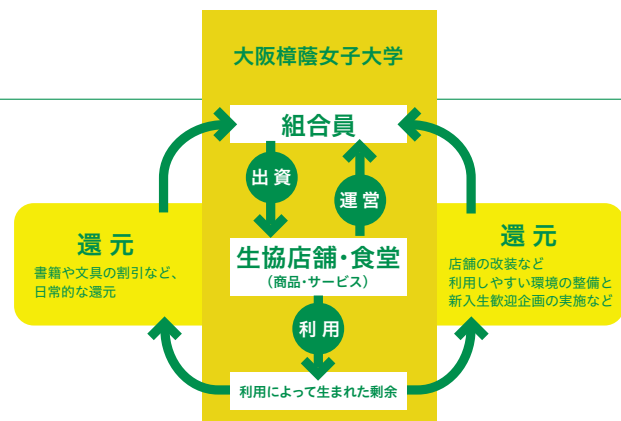 大阪樟蔭女子大学
組合員
出資
運営
生協店舗・食堂
（商品・サービス）
利用
利用によって生まれた剰余
還元
書籍や文具の割引など、
日常的な還元
還元
店舗の改装など
利用しやすい環境の整備と
新入生歓迎企画の実施など